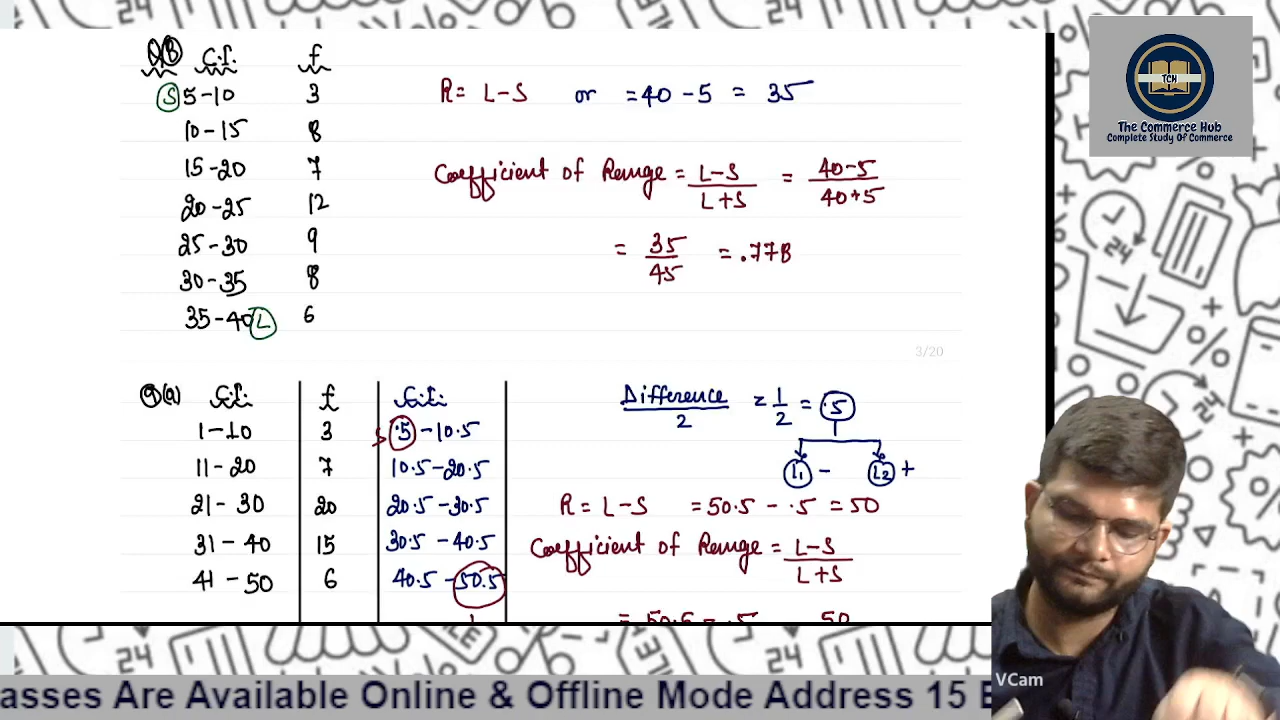 Q8) C.I. f
S 5-10 3
10-15 8
15-20 7
20-25 12
25-30 9
30-35 8
35-40 L 6
R = L-S or = 40-5 = 35
Coefficient of Range = L-S / L+S = 40-5 / 40+5
= 35/45 = .778
3/20
9(a) C.I. f C.I.
1-10 3 S .5-10.5
11-20 7 10.5-20.5
21-30 20 20.5-30.5
31-40 15 30.5-40.5
41-50 6 40.5-50.5
Difference / 2 = 1/2 = .5
L1 - L2 +
R = L-S = 50.5 - .5 = 50
Coefficient of Range = L-S / L+S
= 50.5 - .5 50
TCH
The Commerce Hub
Complete Study Of Commerce
VCam
asses Are Available Online & Offline Mode Address 15